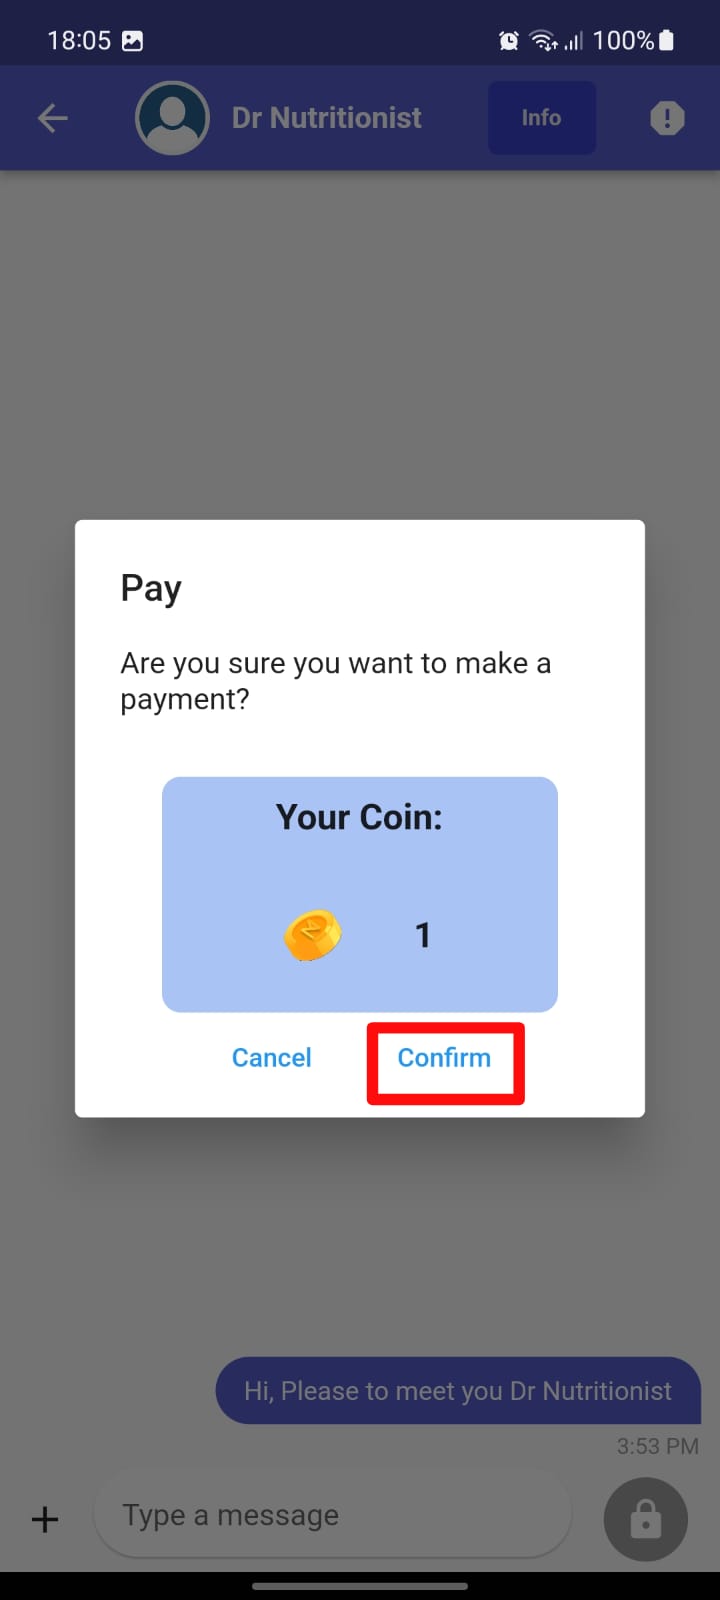 18:05 100%
Dr Nutritionist Info
Pay
Are you sure you want to make a
payment?
Your Coin:
1
Cancel Confirm
Hi, Please to meet you Dr Nutritionist
3:53 PM
Type a message